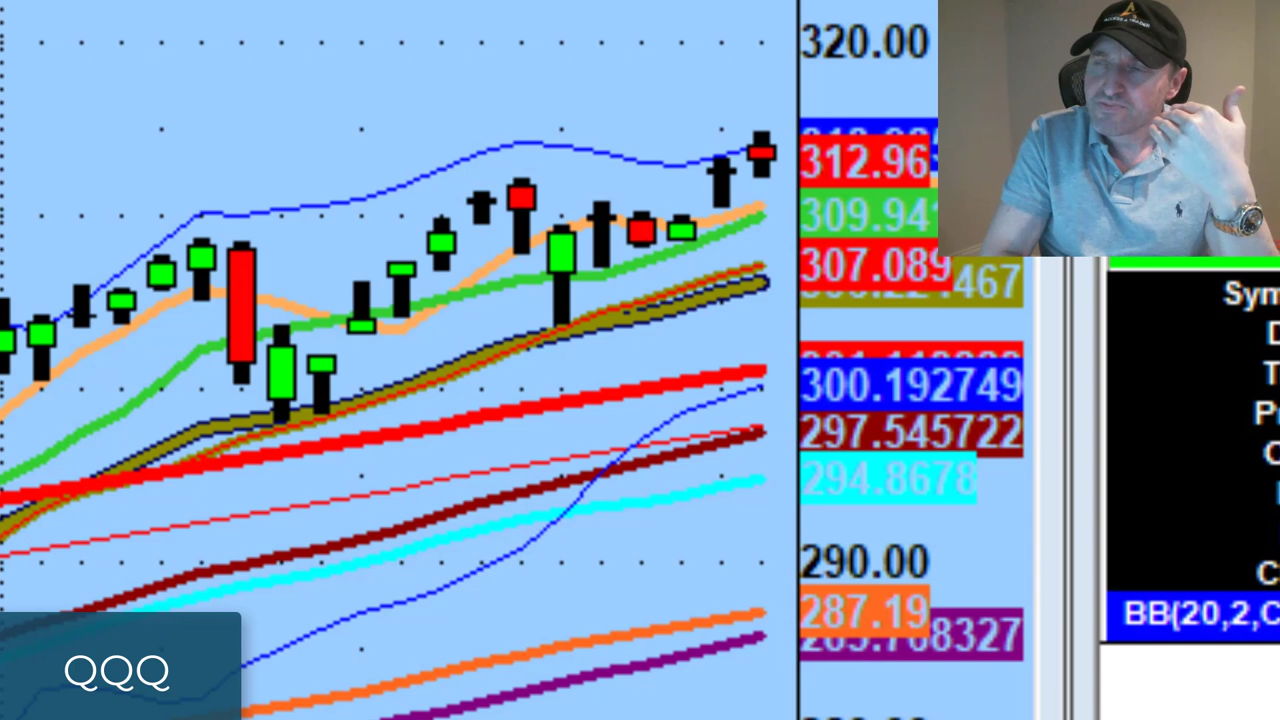 320.00
312.96
309.94
307.089
467
300.192749
297.545722
294.8678
290.00
287.19
Sym
D
T
P
C
C
BB(20,2,C
QQQ